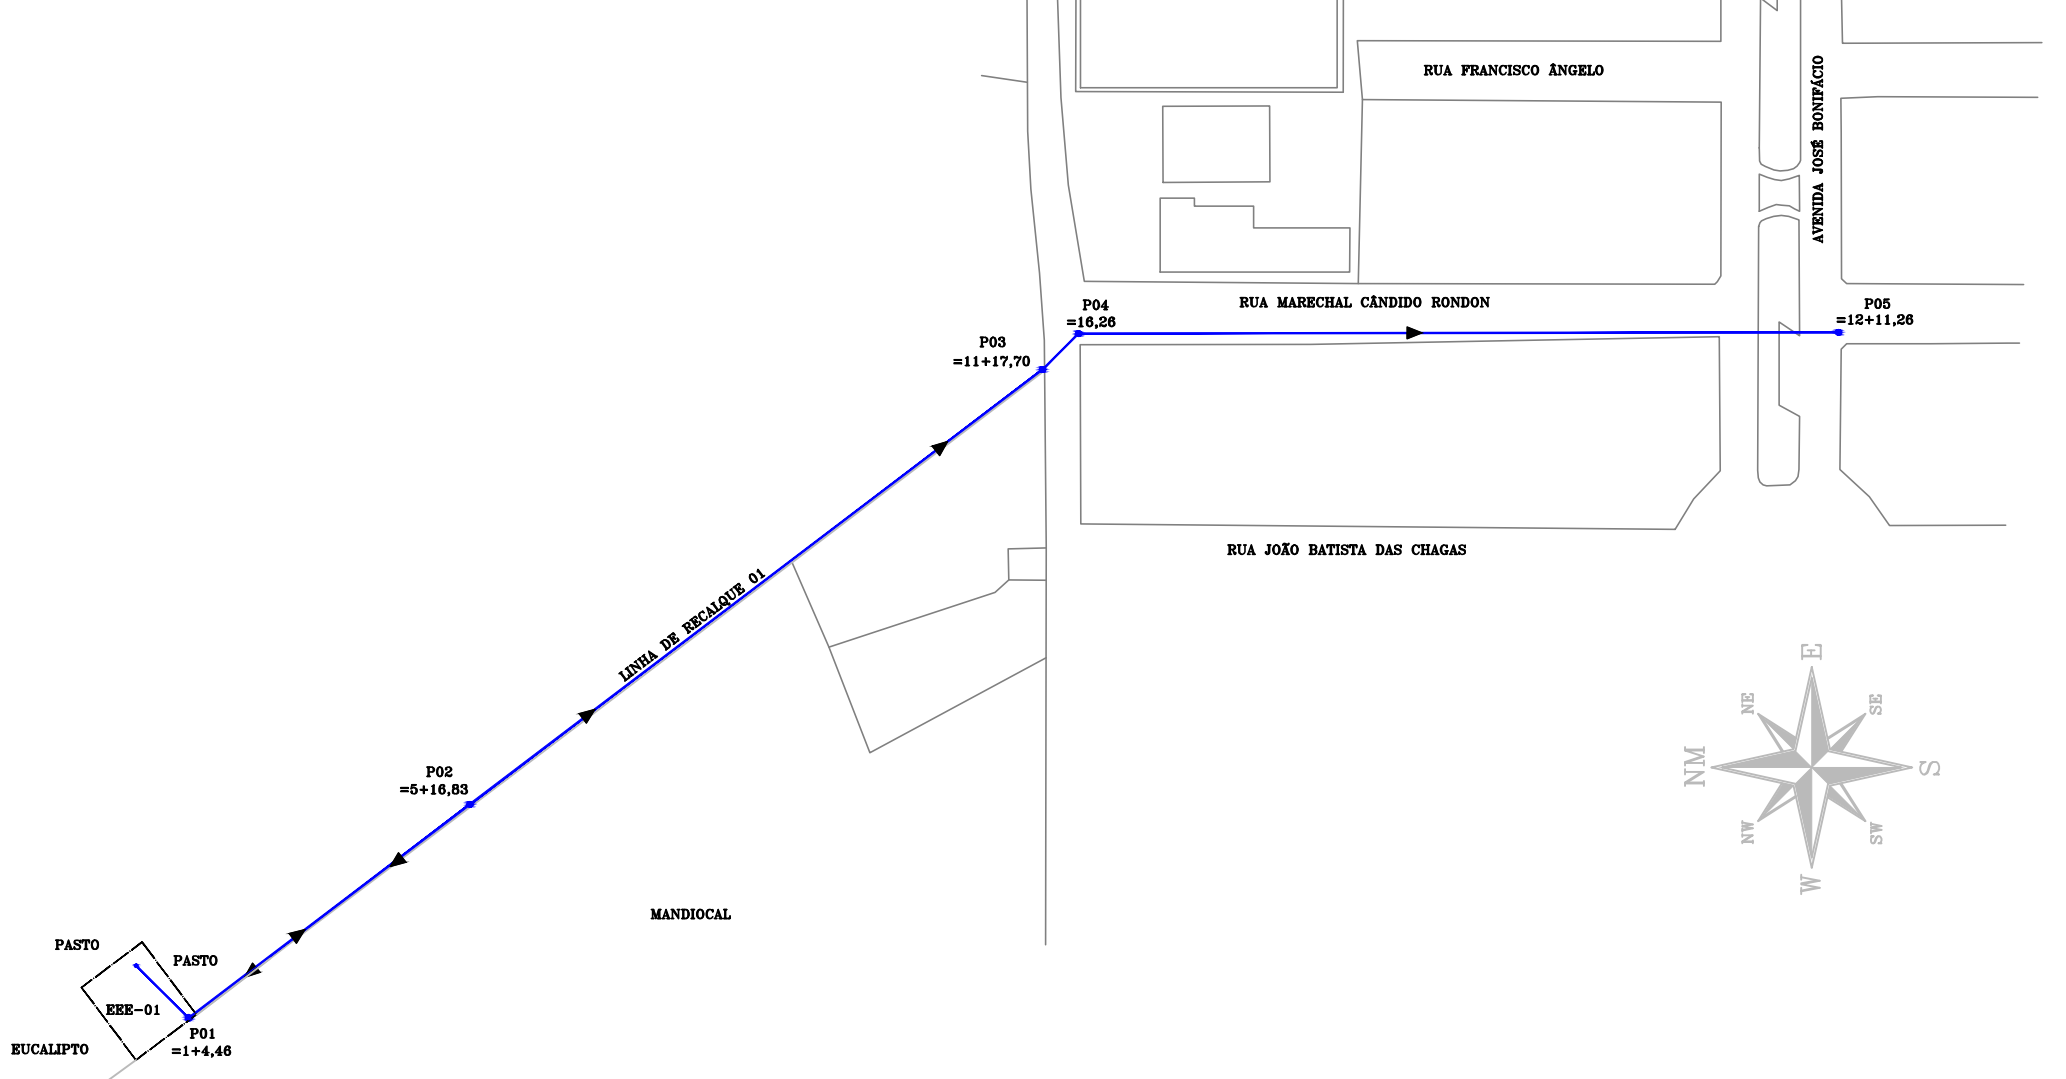 RUA FRANCISCO ÂNGELO
AVENIDA JOSÉ BONIFÁCIO
RUA MARECHAL CÂNDIDO RONDON
P04
=16,26
P05
=12+11,26
P03
=11+17,70
RUA JOÃO BATISTA DAS CHAGAS
LINHA DE RECALQUE 01
P02
=5+16,83
MANDIOCAL
PASTO
PASTO
EEE-01
P01
=1+4,46
EUCALIPTO
E
NE
SE
NM
S
NW
SW
W